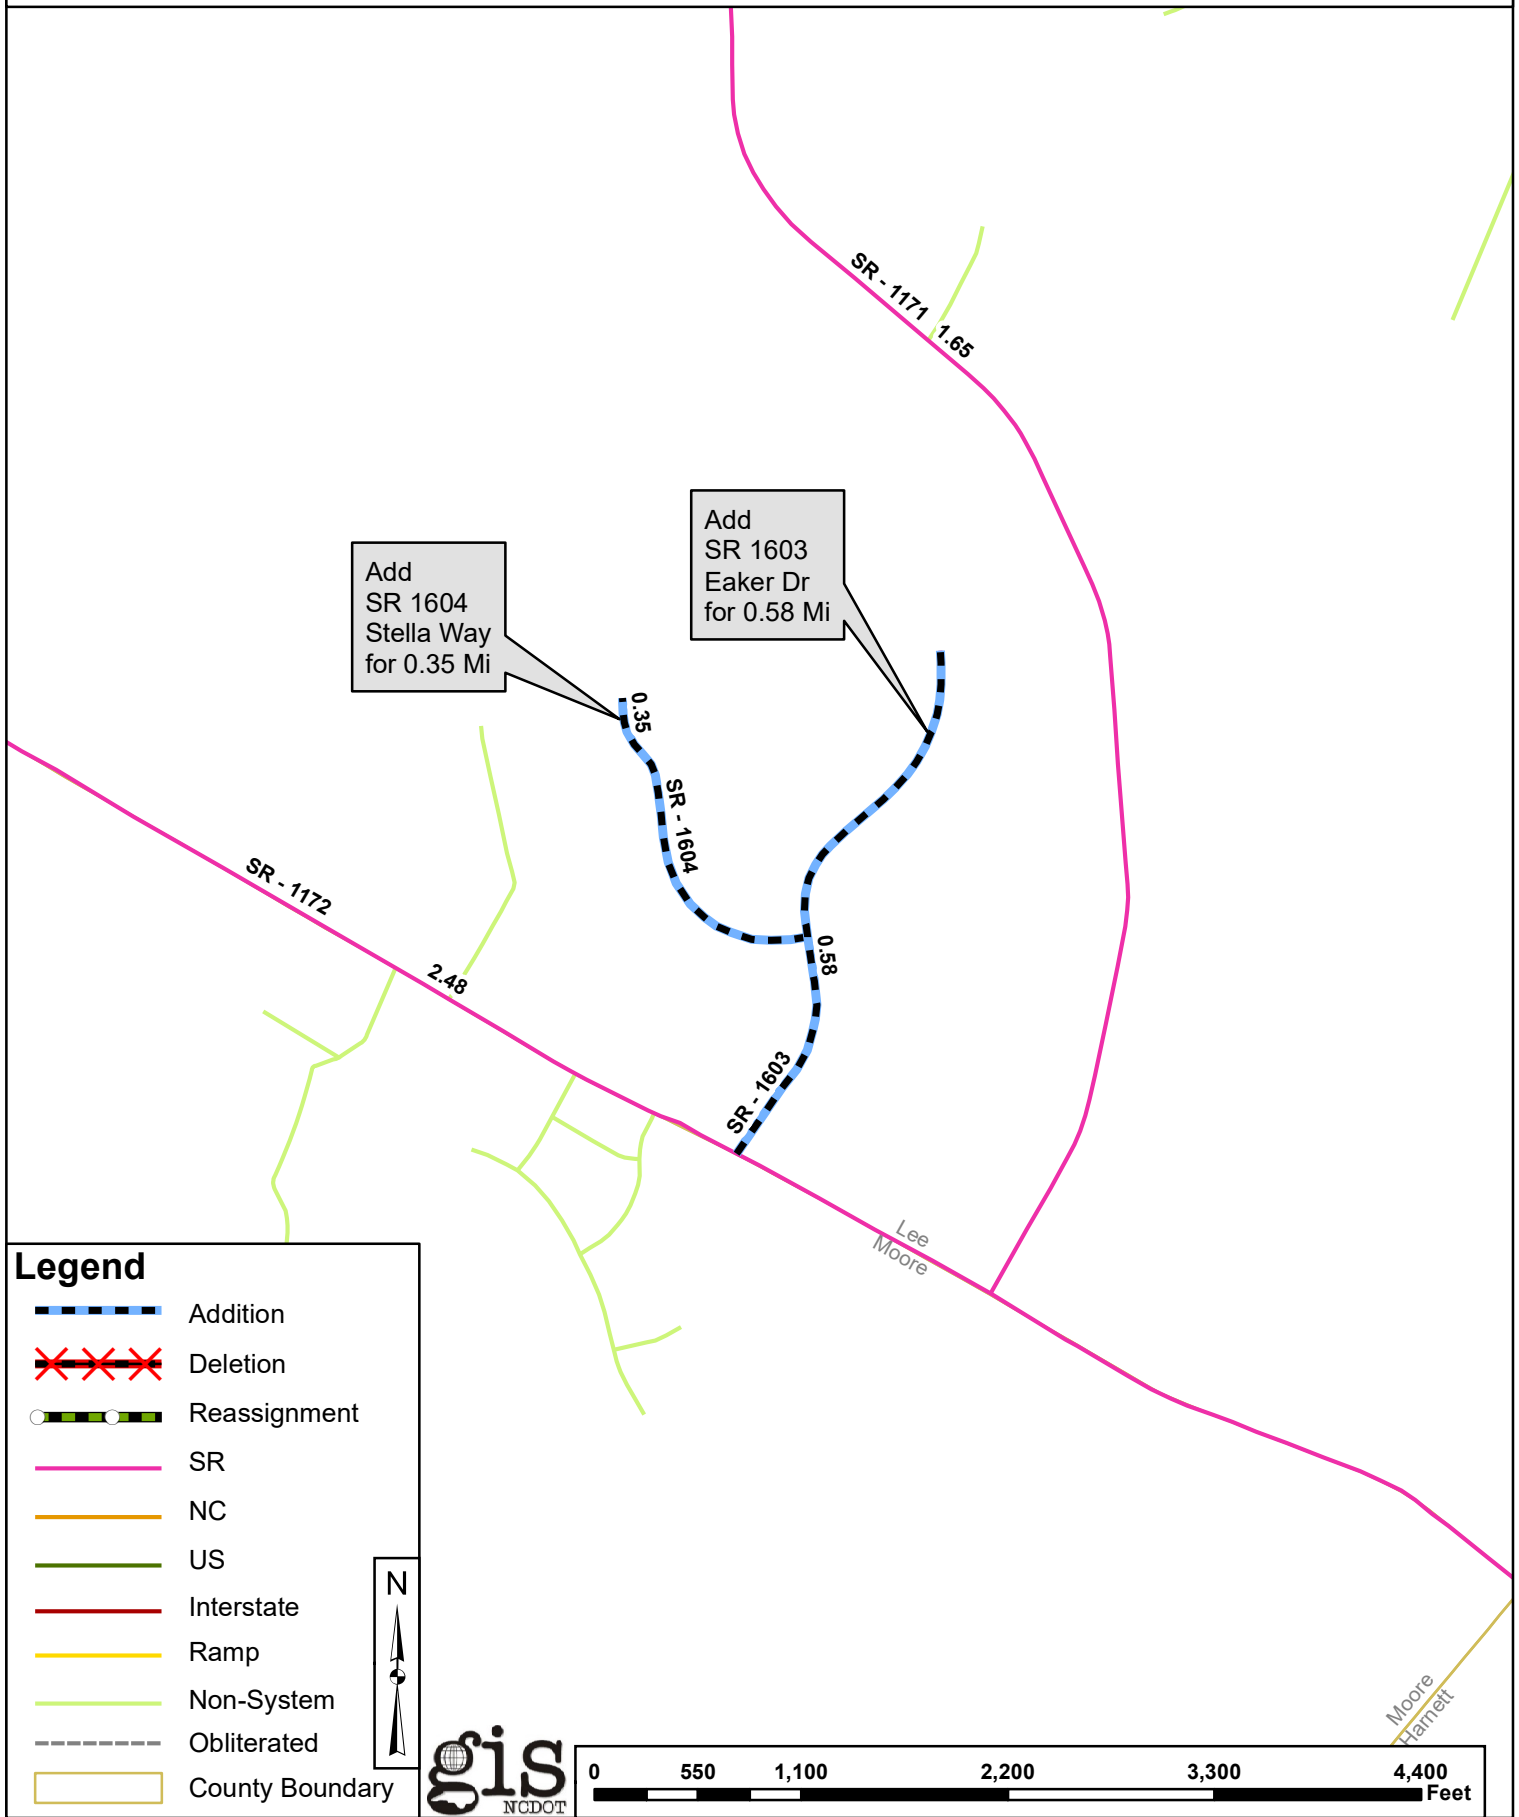 SR - 1171
1.65
Add
SR 1603
Eaker Dr
for 0.58 Mi
Add
SR 1604
Stella Way
for 0.35 Mi
0.35
SR - 1604
SR - 1172
2.48
0.58
SR - 1603
Lee
Moore
Legend
Addition
Deletion
Reassignment
SR
NC
US
Interstate
Ramp
Non-System
Obliterated
County Boundary
N
Moore
Harnett
gis
NCDOT
0 550 1,100 2,200 3,300 4,400
Feet